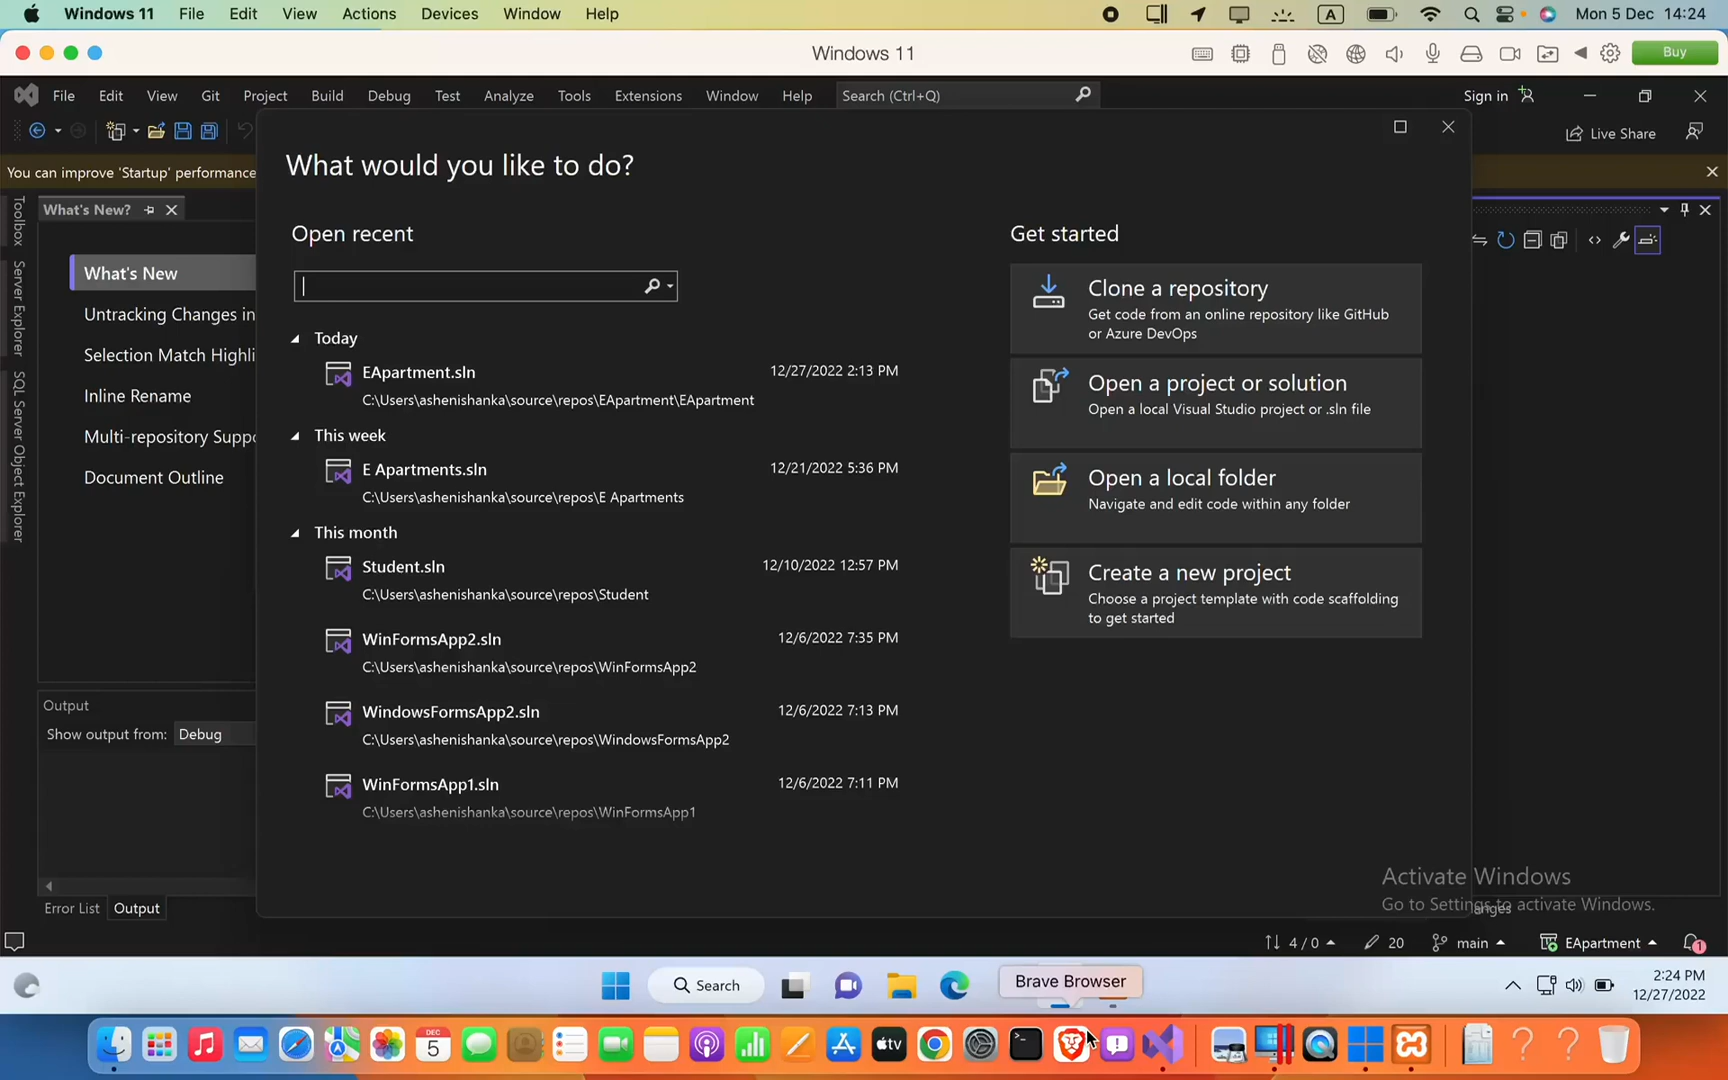 Windows 11 File Edit View Actions Devices Window Help A Mon 5 Dec 14:24
Windows 11 Buy
File Edit View Git Project Build Debug Test Analyze Tools Extensions Window Help Search (Ctrl+Q) Sign in
Live Share
You can improve 'Startup' performance
What would you like to do?
Toolbox
Server Explorer
SQL Server Object Explorer
What's New?
What's New
Untracking Changes in
Selection Match Highli
Inline Rename
Multi-repository Suppo
Document Outline
Open recent
Today
EApartment.sln 12/27/2022 2:13 PM
C:\Users\ashenishanka\source\repos\EApartment\EApartment
This week
E Apartments.sln 12/21/2022 5:36 PM
C:\Users\ashenishanka\source\repos\E Apartments
This month
Student.sln 12/10/2022 12:57 PM
C:\Users\ashenishanka\source\repos\Student
WinFormsApp2.sln 12/6/2022 7:35 PM
C:\Users\ashenishanka\source\repos\WinFormsApp2
WindowsFormsApp2.sln 12/6/2022 7:13 PM
C:\Users\ashenishanka\source\repos\WindowsFormsApp2
WinFormsApp1.sln 12/6/2022 7:11 PM
C:\Users\ashenishanka\source\repos\WinFormsApp1
Get started
Clone a repository
Get code from an online repository like GitHub
or Azure DevOps
Open a project or solution
Open a local Visual Studio project or .sln file
Open a local folder
Navigate and edit code within any folder
Create a new project
Choose a project template with code scaffolding
to get started
Output
Show output from: Debug
Error List Output
Activate Windows
Go to Settings to activate Windows.
anges
4 / 0 20 main EApartment 1
Search
Brave Browser
2:24 PM
12/27/2022
DEC
5
tv